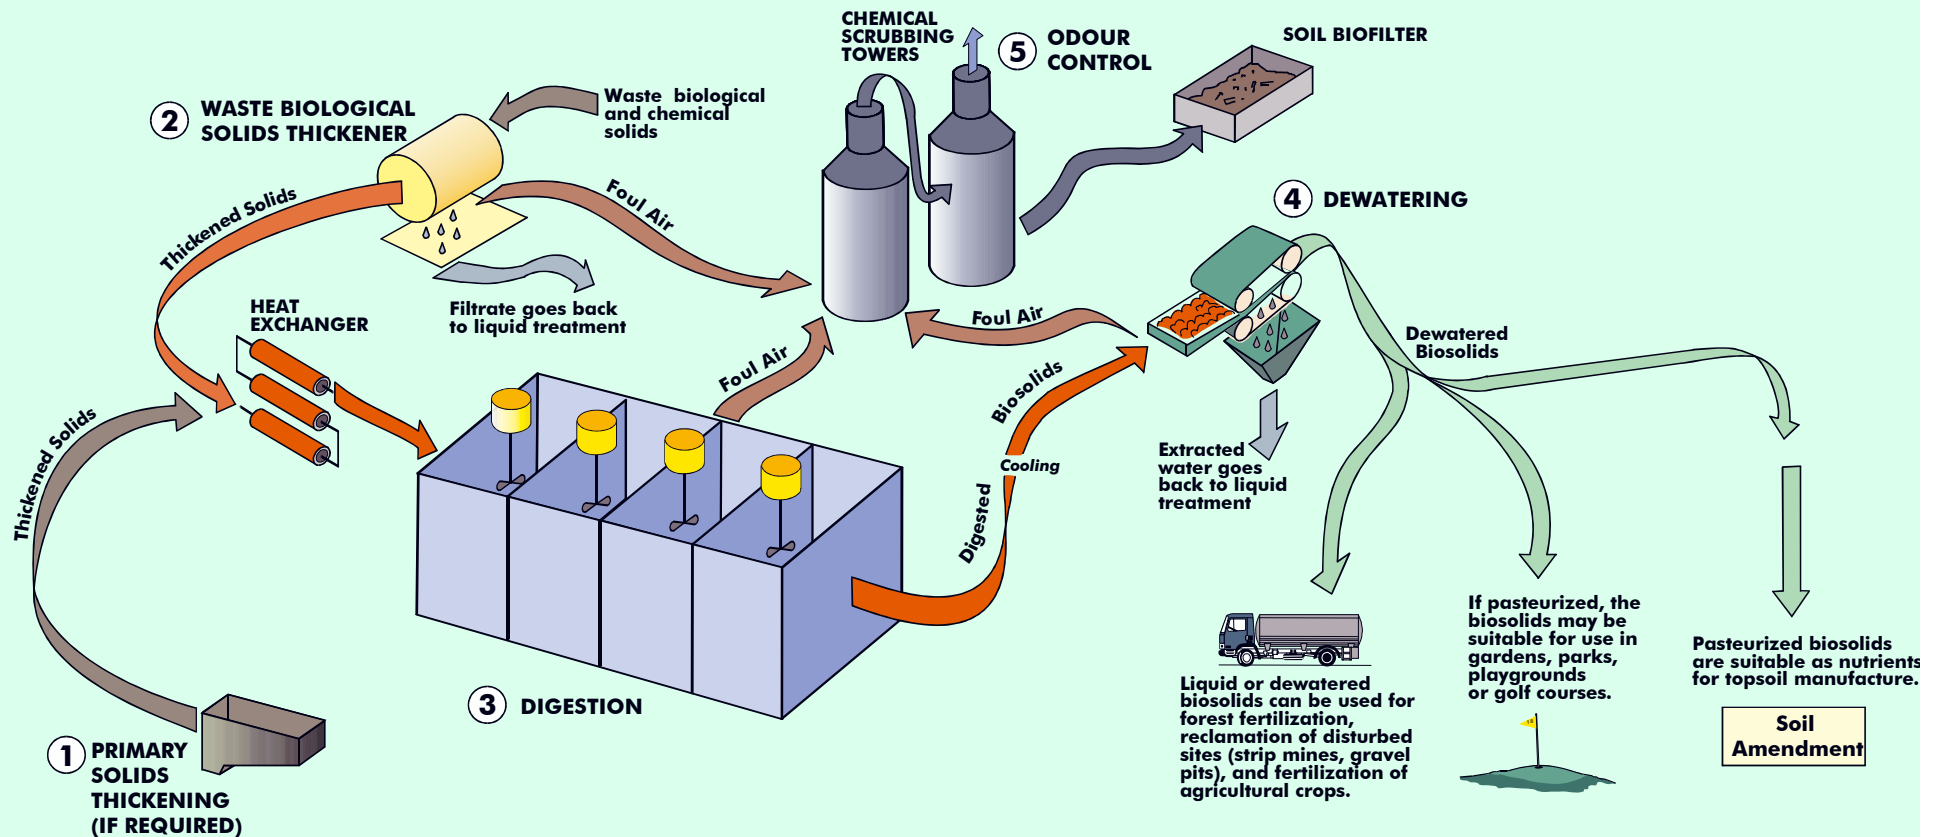 CHEMICAL
SCRUBBING
TOWERS
5
ODOUR
CONTROL
SOIL BIOFILTER
2
WASTE BIOLOGICAL
SOLIDS THICKENER
Waste biological
and chemical
solids
Thickened Solids
Foul Air
4
DEWATERING
Filtrate goes back
to liquid treatment
HEAT
EXCHANGER
Foul Air
Foul Air
Dewatered
Biosolids
Thickened Solids
Digested
Cooling
Biosolids
Extracted
water goes
back to liquid
treatment
3
DIGESTION
1
PRIMARY
SOLIDS
THICKENING
(IF REQUIRED)
Liquid or dewatered
biosolids can be used for
forest fertilization,
reclamation of disturbed
sites (strip mines, gravel
pits), and fertilization of
agricultural crops.
If pasteurized, the
biosolids may be
suitable for use in
gardens, parks,
playgrounds
or golf courses.
18
Pasteurized biosolids
are suitable as nutrients
for topsoil manufacture.
Soil
Amendment